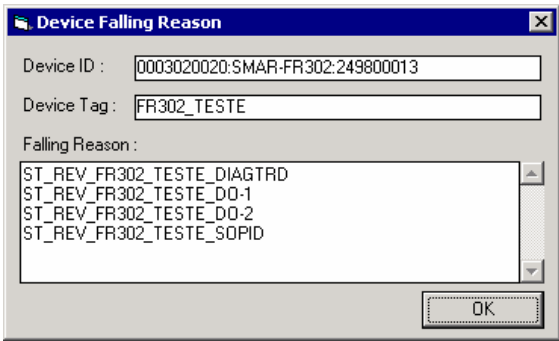 Device Falling Reason
Device ID : 0003020020:SMAR-FR302:249800013
Device Tag : FR302_TESTE
Falling Reason :
ST_REV_FR302_TESTE_DIAGTRD
ST_REV_FR302_TESTE_DO-1
ST_REV_FR302_TESTE_DO-2
ST_REV_FR302_TESTE_SOPID
OK